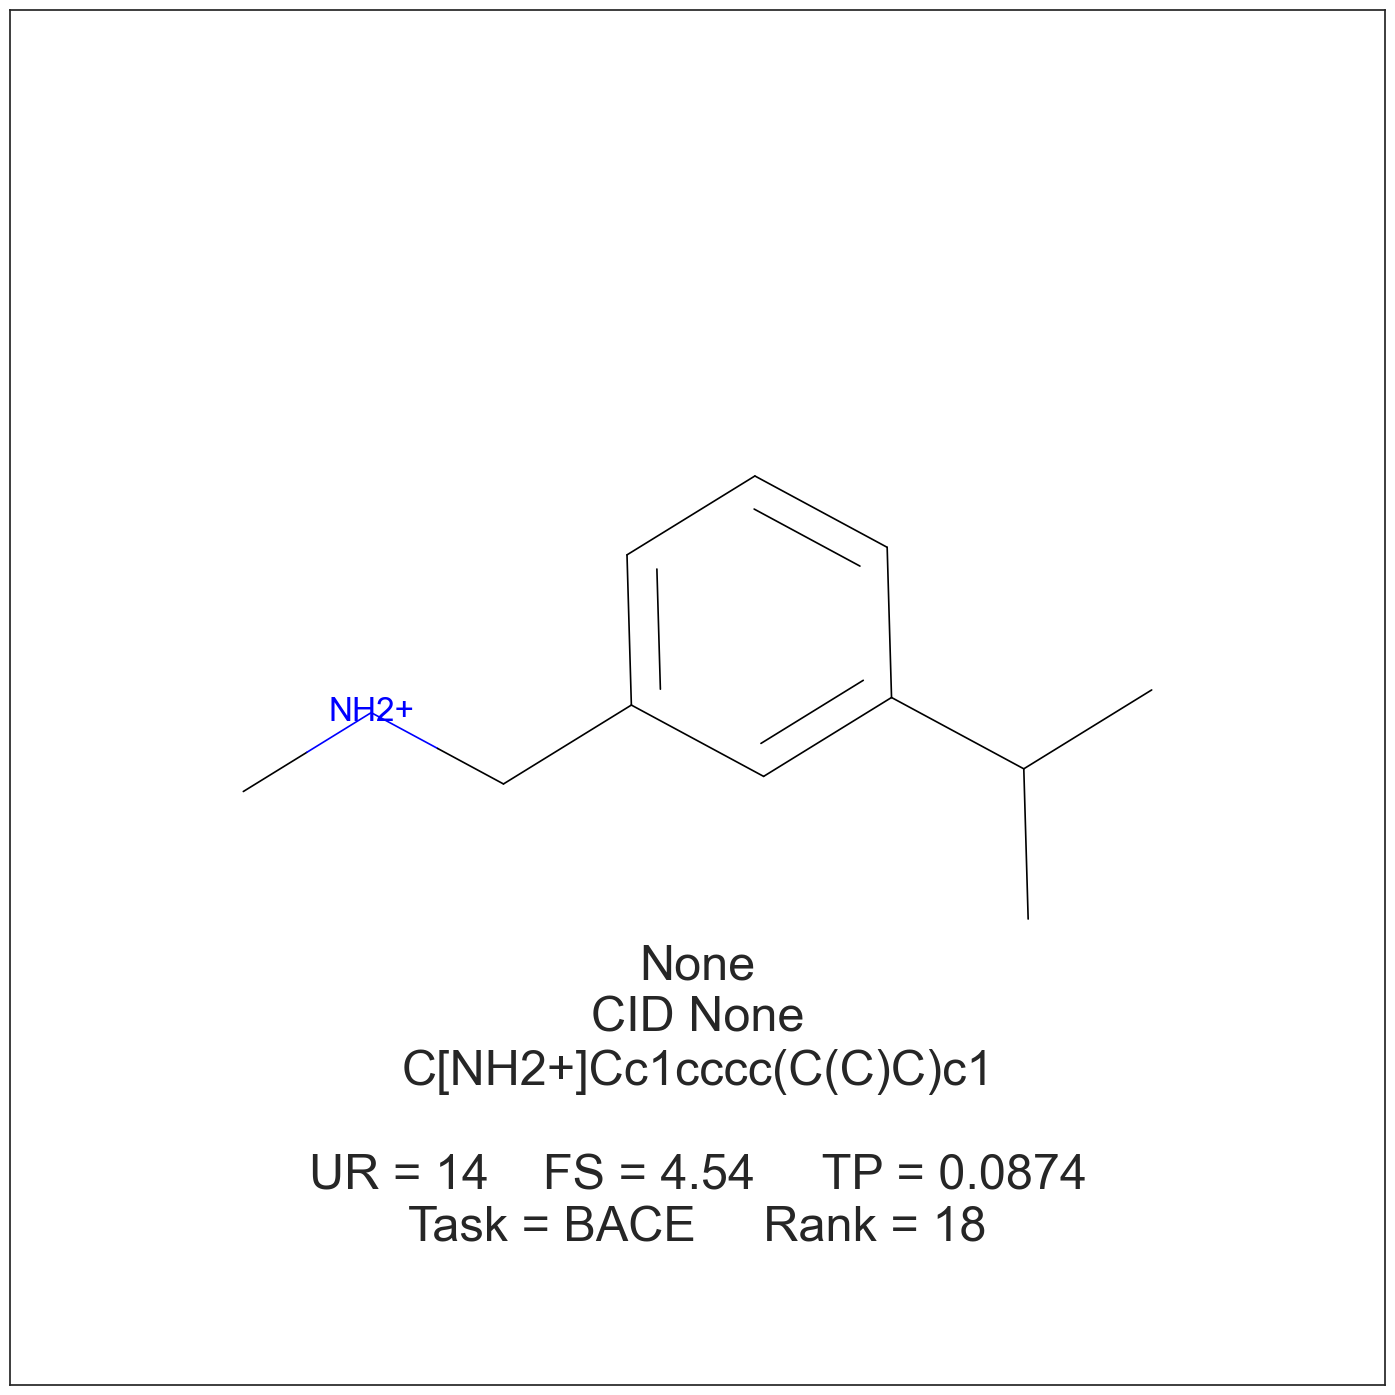 NH2+
None
CID None
C[NH2+]Cc1cccc(C(C)C)c1
UR = 14 FS = 4.54 TP = 0.0874
Task = BACE Rank = 18